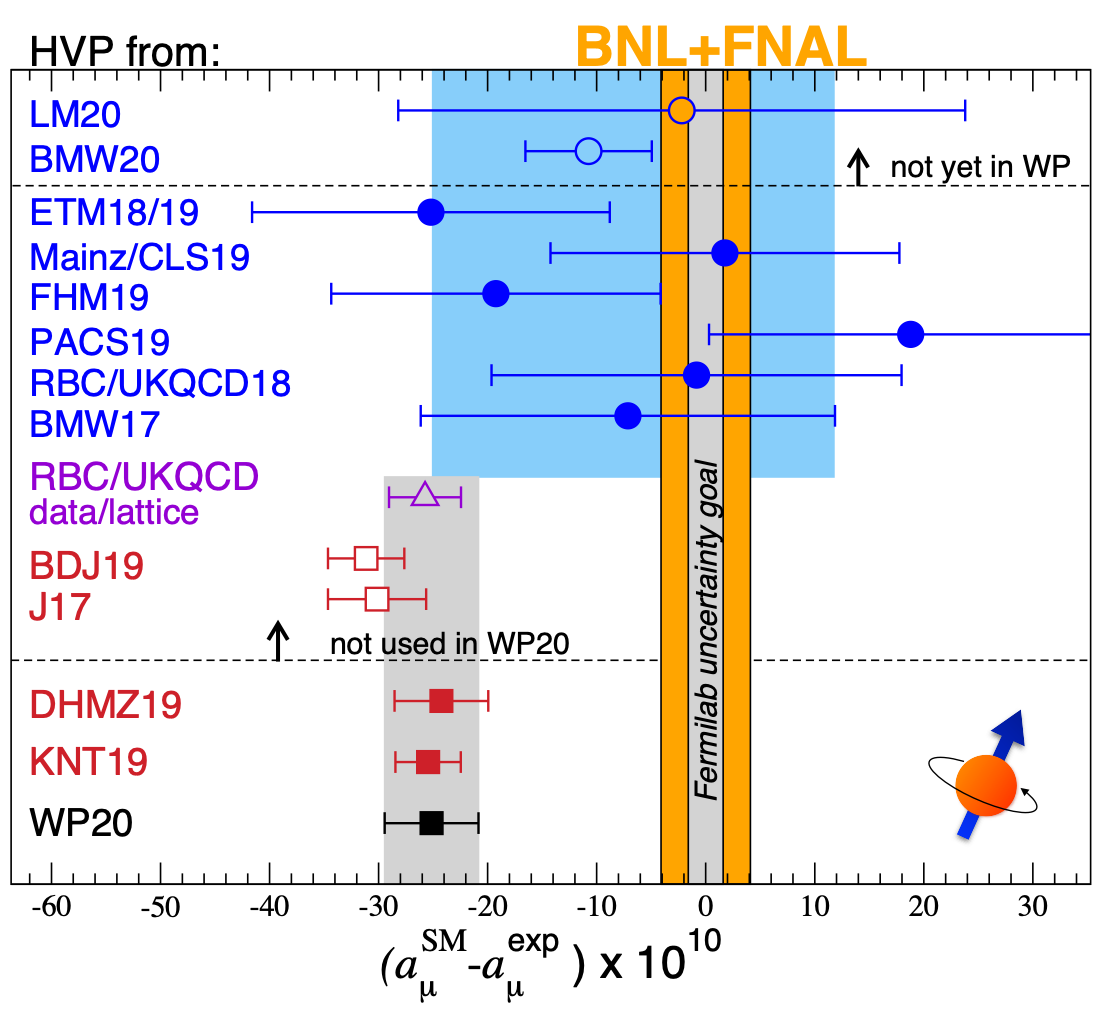 HVP from:
BNL+FNAL
LM20
BMW20
not yet in WP
ETM18/19
Mainz/CLS19
FHM19
PACS19
RBC/UKQCD18
BMW17
RBC/UKQCD
data/lattice
BDJ19
J17
not used in WP20
Fermilab uncertainty goal
DHMZ19
KNT19
WP20
-60 -50 -40 -30 -20 -10 0 10 20 30
(aμ^SM-aμ^exp) x 10^10